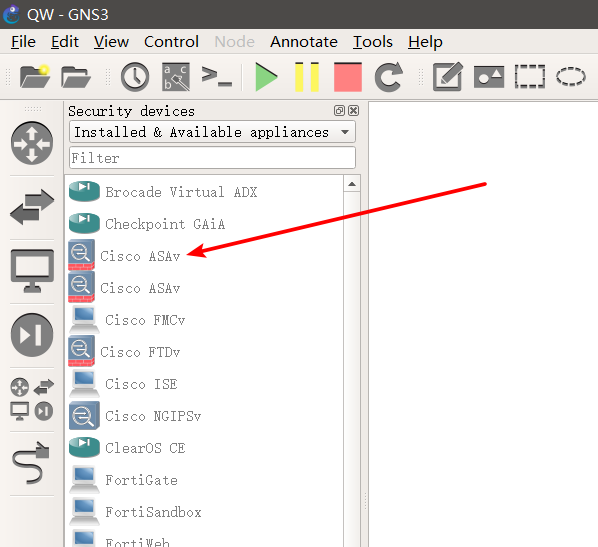 QW - GNS3
File Edit View Control Node Annotate Tools Help
Security devices
Installed & Available appliances
Filter
Brocade Virtual ADX
Checkpoint GAiA
Cisco ASAv
Cisco ASAv
Cisco FMCv
Cisco FTDv
Cisco ISE
Cisco NGIPSv
ClearOS CE
FortiGate
FortiSandbox
FortiWeb